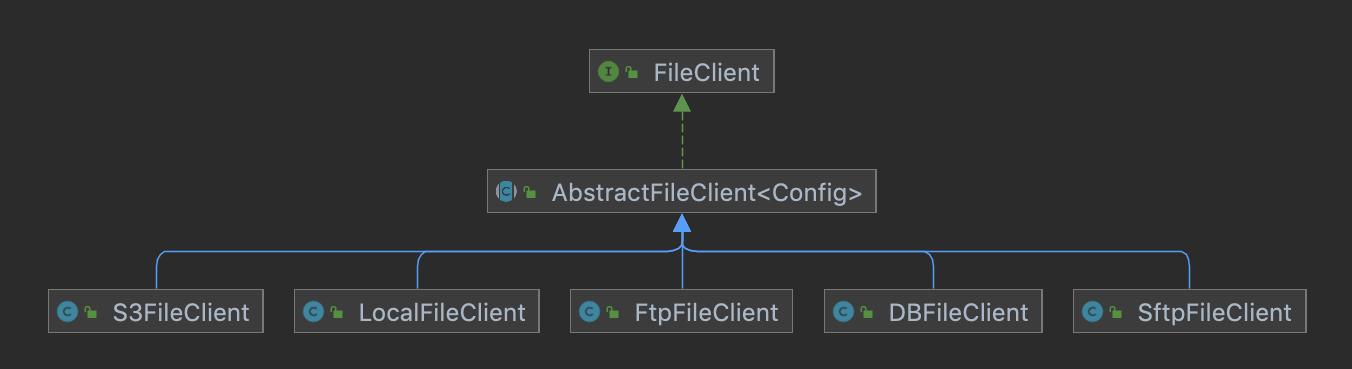 I FileClient
C AbstractFileClient<Config>
C S3FileClient
C LocalFileClient
C FtpFileClient
C DBFileClient
C SftpFileClient